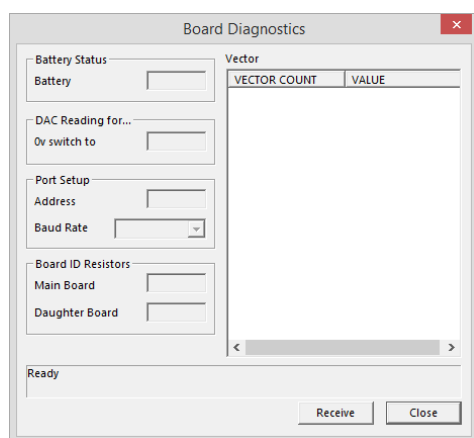 Board Diagnostics
Battery Status
Battery
DAC Reading for...
0v switch to
Port Setup
Address
Baud Rate
Board ID Resistors
Main Board
Daughter Board
Vector
VECTOR COUNT VALUE
Ready
Receive Close